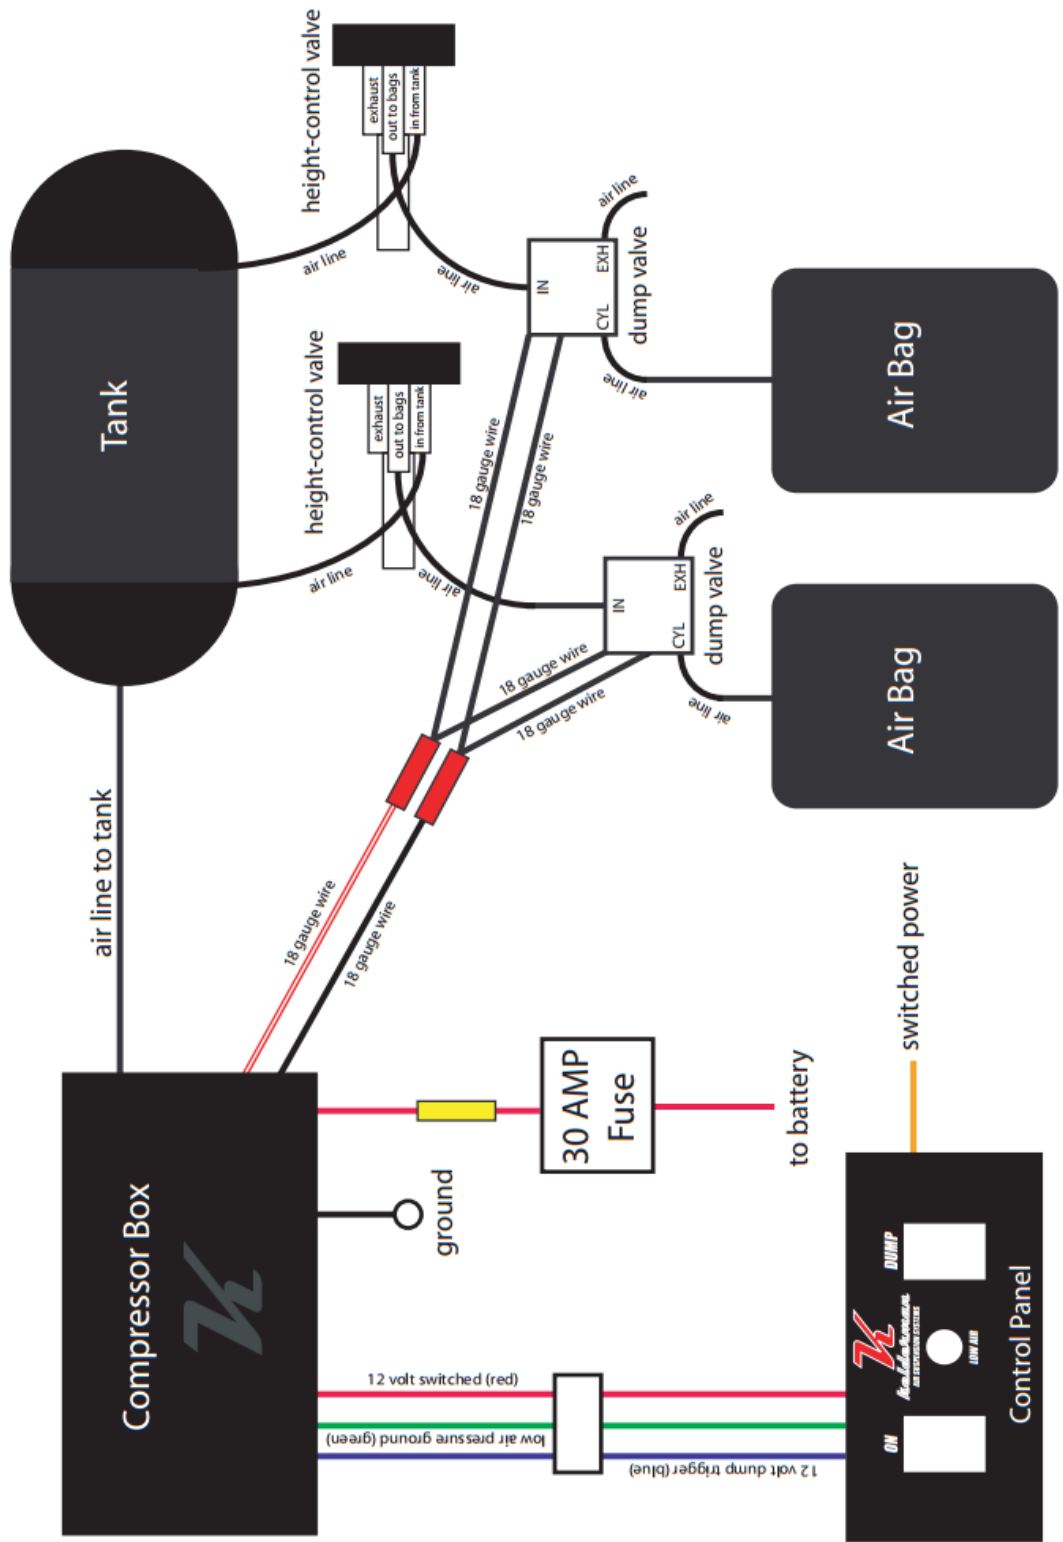 Tank
air line to tank
Compressor Box
height-control valve
exhaust
out to bags
in from tank
air line
air line
height-control valve
exhaust
out to bags
in from tank
air line
air line
IN
EXH
CYL
air line
dump valve
air line
Air Bag
18 gauge wire
18 gauge wire
IN
EXH
CYL
air line
dump valve
air line
Air Bag
18 gauge wire
18 gauge wire
18 gauge wire
18 gauge wire
30 AMP
Fuse
to battery
ground
12 volt switched (red)
low air pressure ground (green)
12 volt dump trigger (blue)
switched power
ON
DUMP
Kelderman
AIR SUSPENSION SYSTEMS
LOW AIR
Control Panel